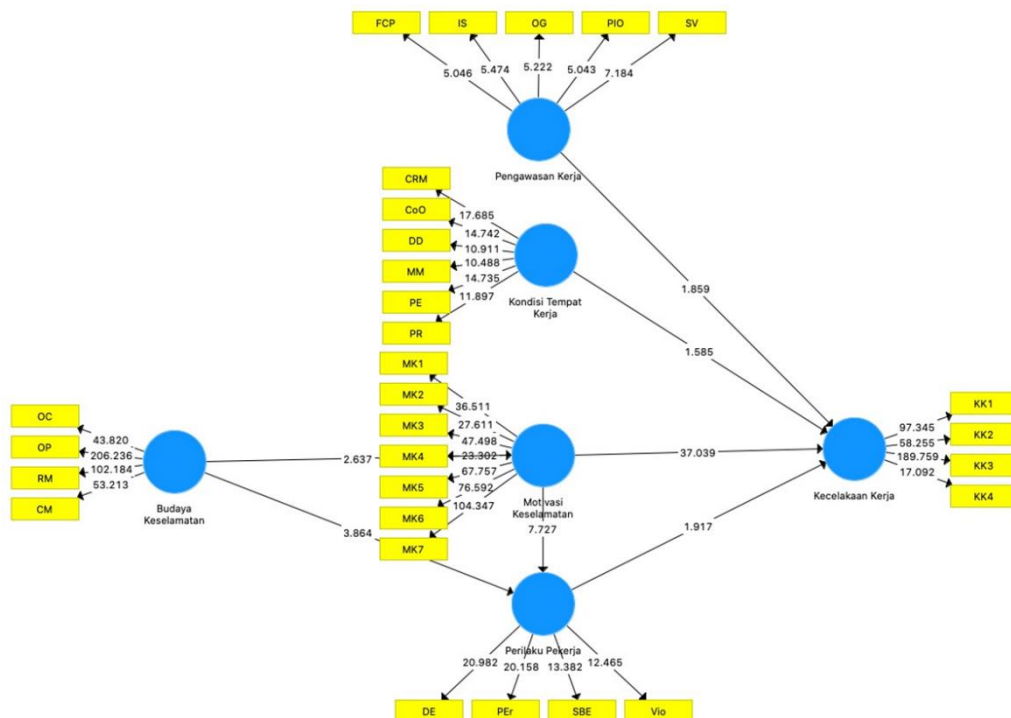 FCP IS OG PIO SV
5.046 5.474 5.222 5.043 7.184
Pengawasan Kerja
CRM
CoO
DD
MM
PE
PR
17.685
14.742
10.911
10.488
14.735
11.897
Kondisi Tempat
Kerja
1.859
1.585
MK1
MK2
MK3
MK4
MK5
MK6
MK7
36.511
27.611
47.498
23.302
67.757
76.592
104.347
Motivasi
Keselamatan
7.727
37.039
OC
OP
RM
CM
43.820
206.236
102.184
53.213
Budaya
Keselamatan
2.637
3.864
KK1
KK2
KK3
KK4
97.345
58.255
189.759
17.092
Kecelakaan Kerja
1.917
Perilaku Pekerja
20.982 20.158 13.382 12.465
DE PEr SBE Vio